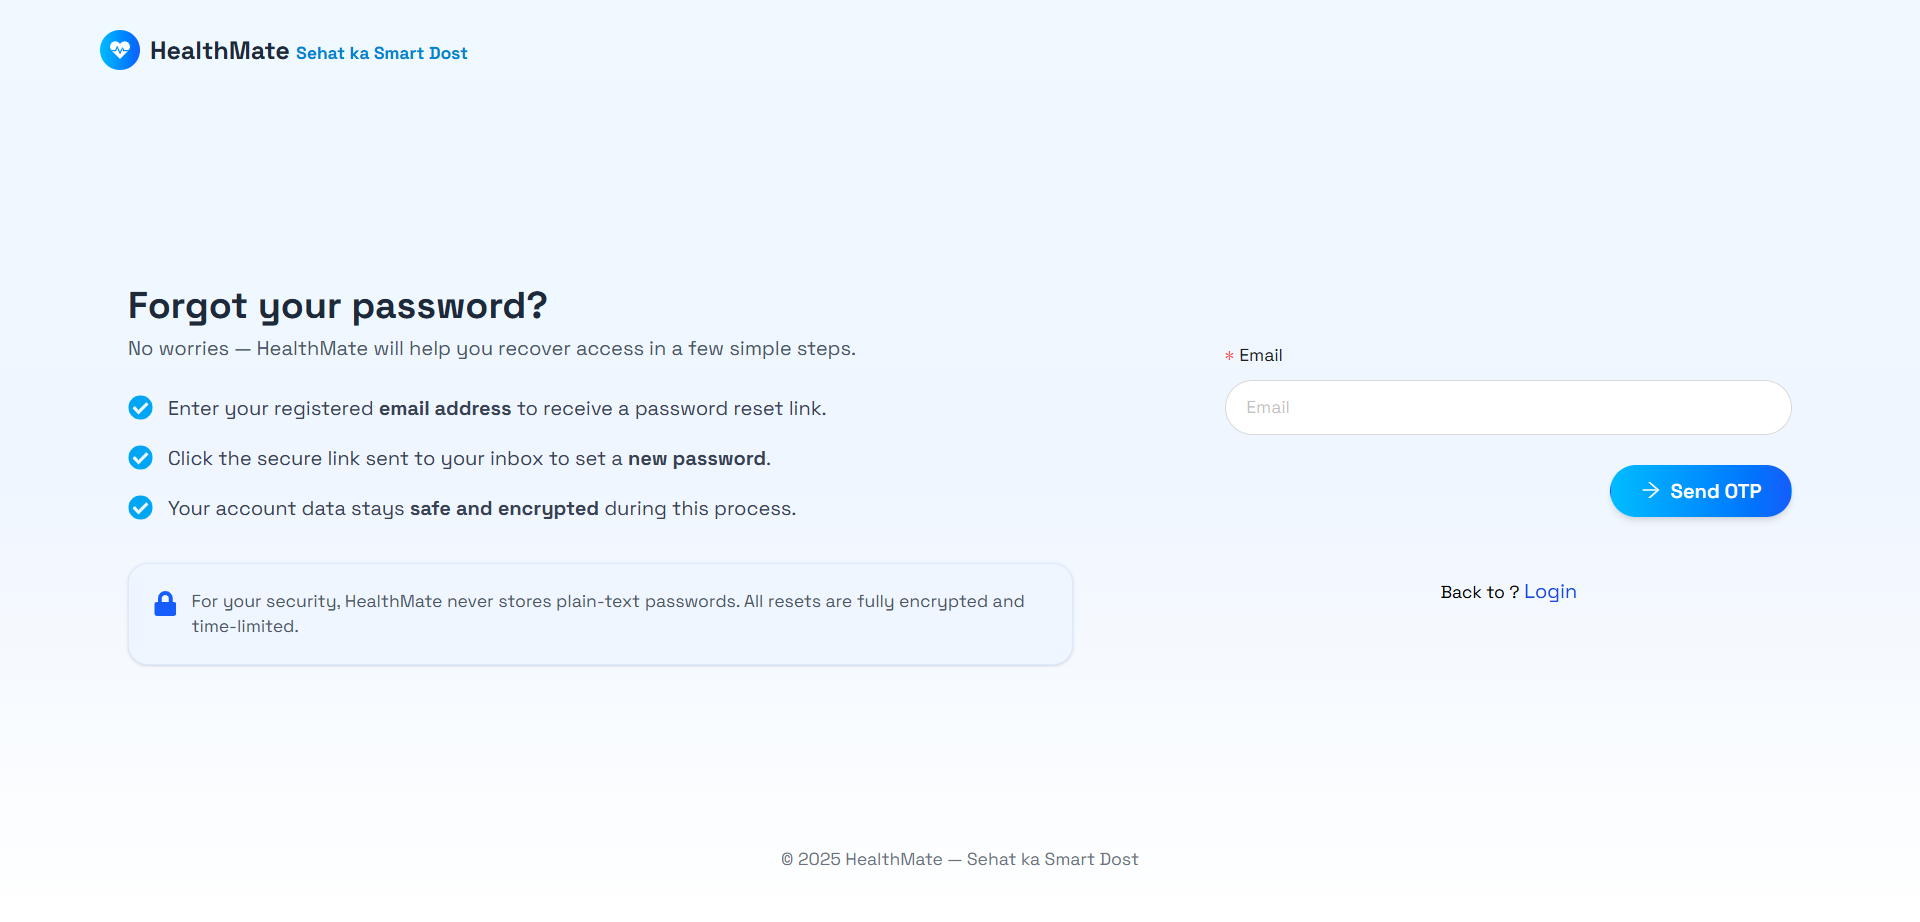 HealthMate Sehat ka Smart Dost
Forgot your password?
No worries — HealthMate will help you recover access in a few simple steps.
Enter your registered email address to receive a password reset link.
Click the secure link sent to your inbox to set a new password.
Your account data stays safe and encrypted during this process.
For your security, HealthMate never stores plain-text passwords. All resets are fully encrypted and
time-limited.
* Email
Email
Send OTP
Back to ? Login
© 2025 HealthMate — Sehat ka Smart Dost